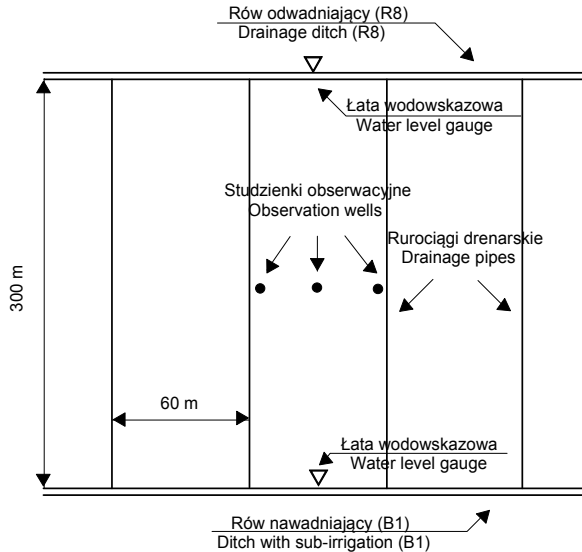 Rów odwadniający (R8)
Drainage ditch (R8)
Łata wodowskazowa
Water level gauge
Studzienki obserwacyjne
Observation wells
Rurociągi drenarskie
Drainage pipes
300 m
60 m
Łata wodowskazowa
Water level gauge
Rów nawadniający (B1)
Ditch with sub-irrigation (B1)